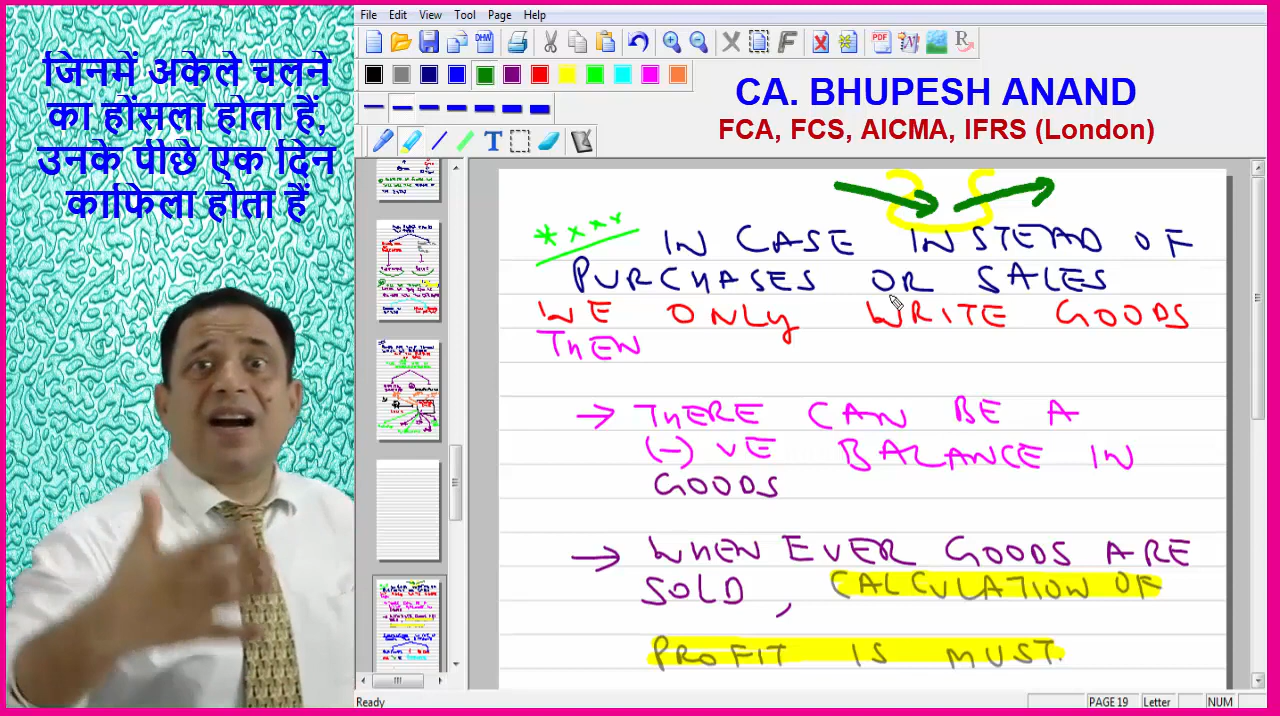 जिनमें अकेले चलने
का होंसला होता हैं,
उनके पीछे एक दिन
काफिला होता हैं
File Edit View Tool Page Help
CA. BHUPESH ANAND
FCA, FCS, AICMA, IFRS (London)
IN CASE INSTEAD OF
PURCHASES OR SALES
WE ONLY WRITE GOODS
THEN
→ THERE CAN BE A
(-)VE BALANCE IN
GOODS
→ WHEN EVER GOODS ARE
SOLD, CALCULATION OF
PROFIT IS MUST.
Ready PAGE 19 Letter NUM